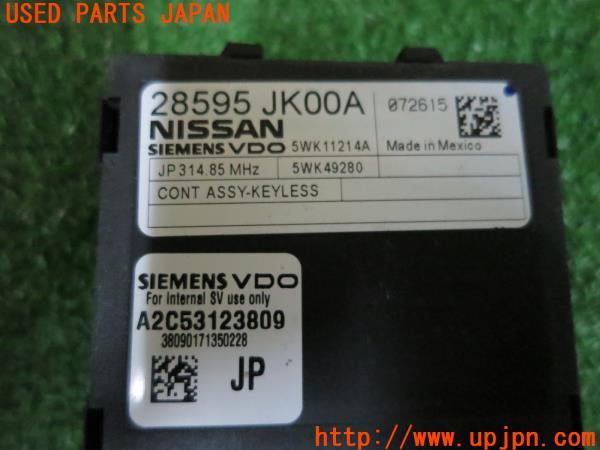 USED PARTS JAPAN
28595 JK00A
072615
NISSAN
SIEMENS VDO 5WK11214A
Made in Mexico
JP 314.85 MHz
5WK49280
CONT ASSY-KEYLESS
SIEMENS VDO
For Internal SV use only
A2C53123809
38090171350228
JP
www.upjpn.com